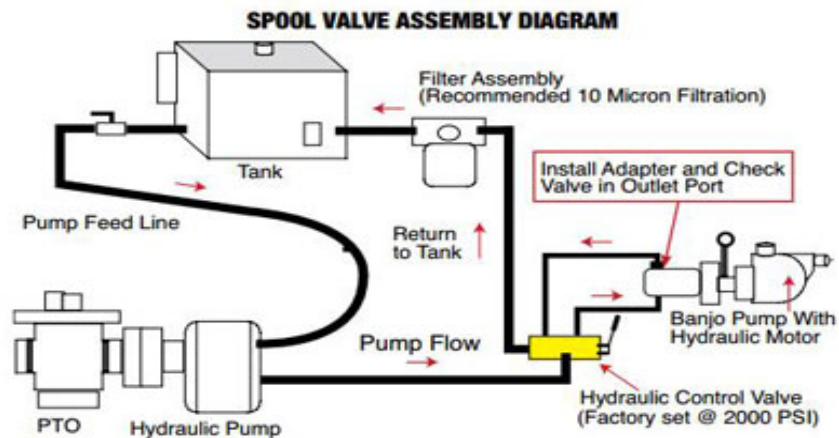 SPOOL VALVE ASSEMBLY DIAGRAM
Filter Assembly
(Recommended 10 Micron Filtration)
Tank
Install Adapter and Check
Valve in Outlet Port
Pump Feed Line
Return
to Tank
Banjo Pump With
Hydraulic Motor
Pump Flow
Hydraulic Control Valve
(Factory set @ 2000 PSI)
PTO
Hydraulic Pump